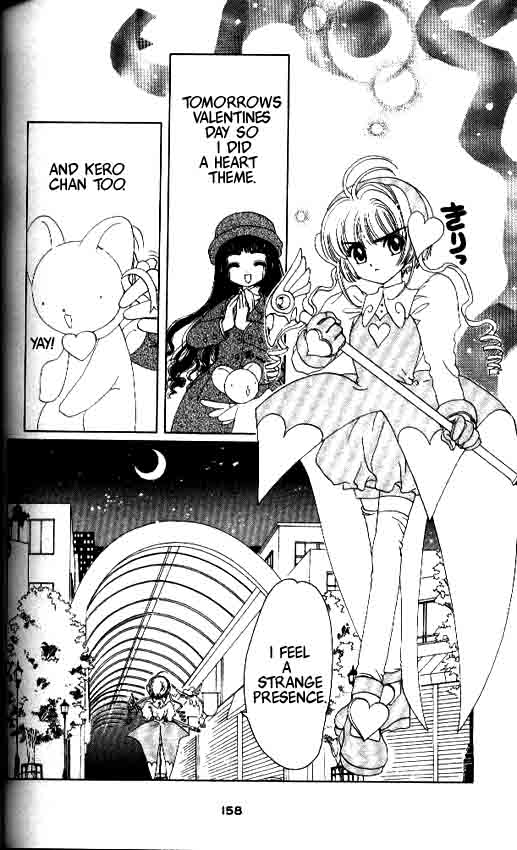 きりっ
TOMORROWS
VALENTINES
DAY SO
I DID
A HEART
THEME.
AND KERO
CHAN TOO.
YAY!
I FEEL
A
STRANGE
PRESENCE.
158